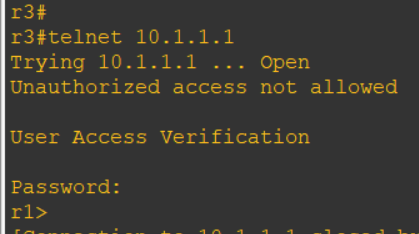 r3#
r3#telnet 10.1.1.1
Trying 10.1.1.1 ... Open
Unauthorized access not allowed
User Access Verification
Password:
r1>